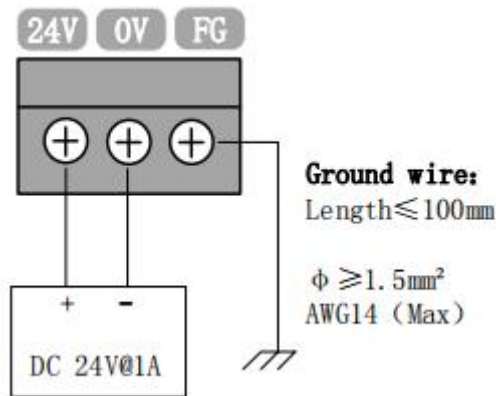 24V 0V FG
Ground wire:
Length≤100mm
φ≥1.5mm²
AWG14 (Max)
+ -
DC 24V@1A